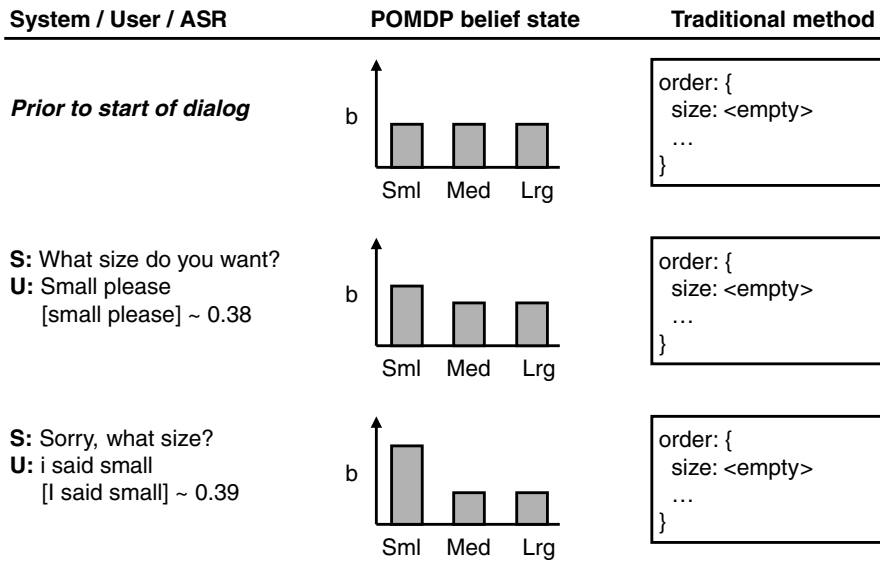 System / User / ASR
POMDP belief state
Traditional method
Prior to start of dialog
b
Sml Med Lrg
order: {
size: <empty>
…
}
S: What size do you want?
U: Small please
[small please] ~ 0.38
b
Sml Med Lrg
order: {
size: <empty>
…
}
S: Sorry, what size?
U: i said small
[I said small] ~ 0.39
b
Sml Med Lrg
order: {
size: <empty>
…
}